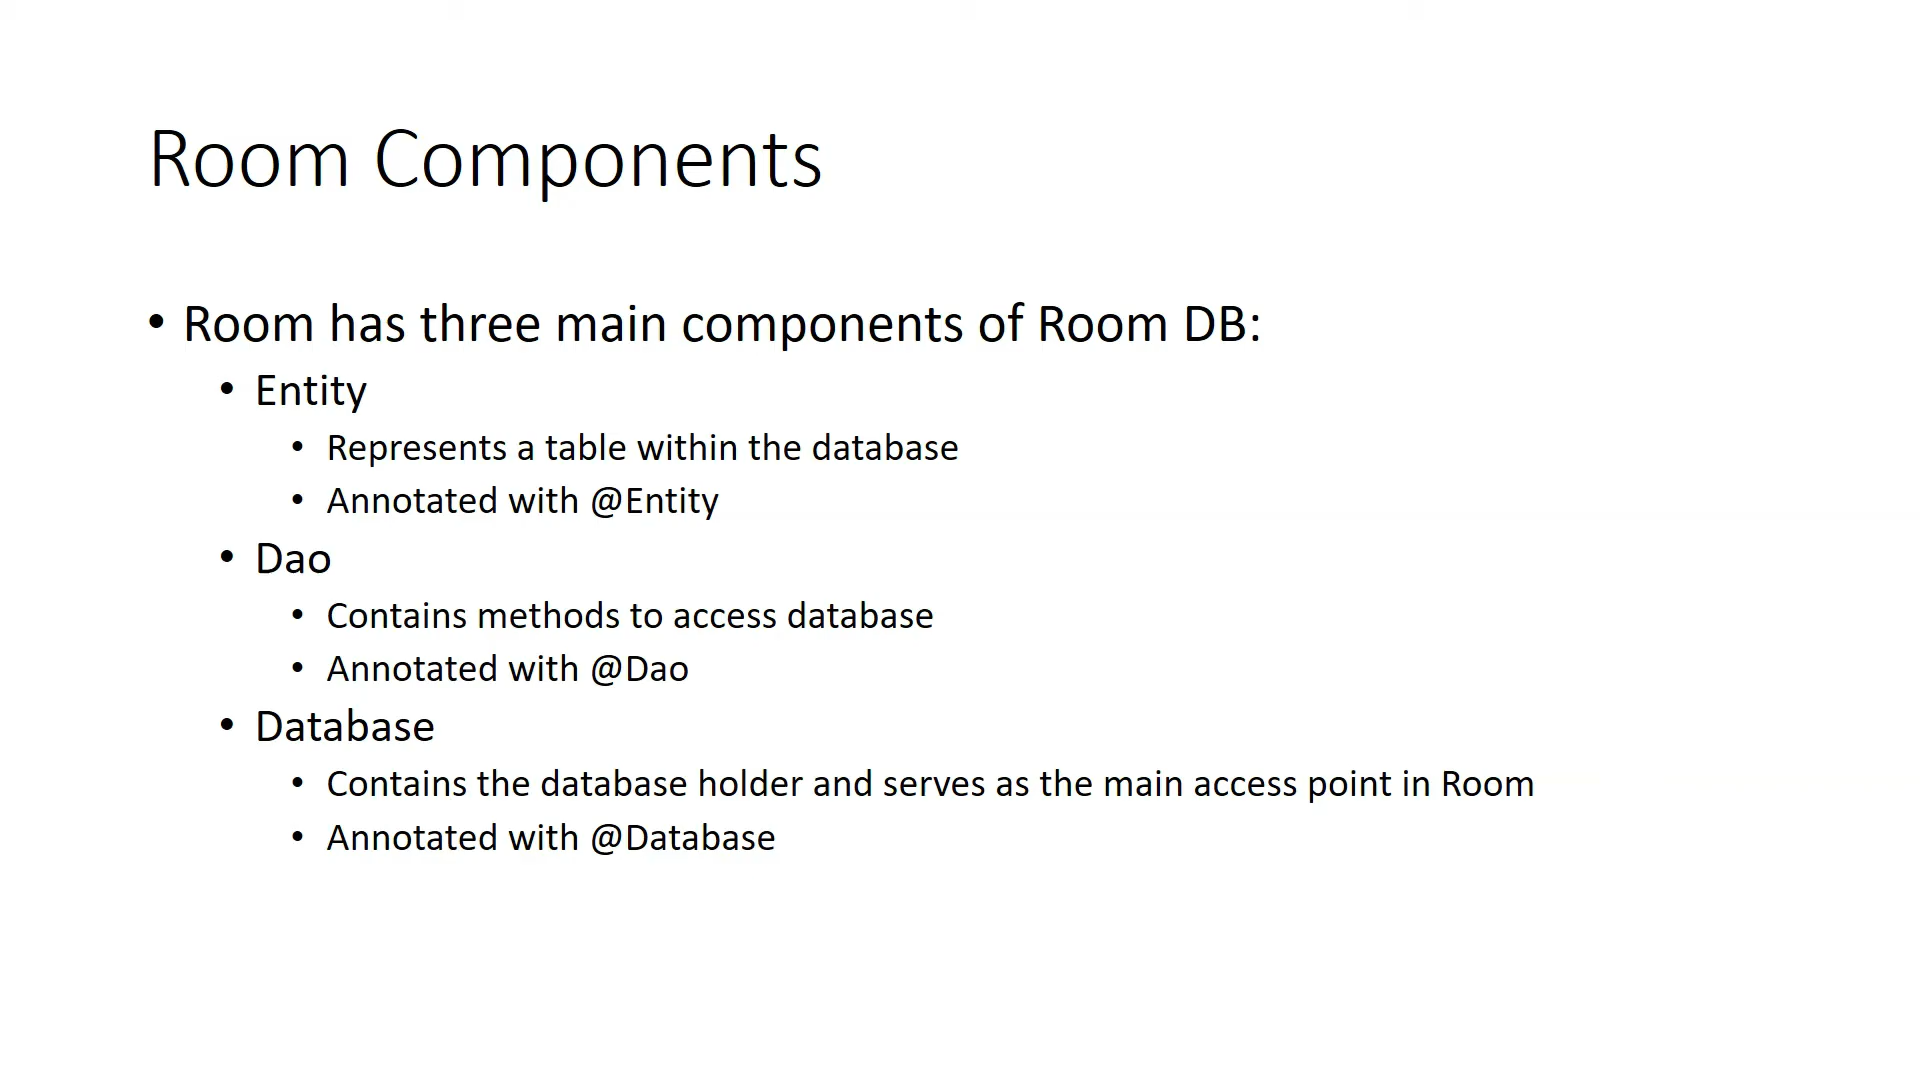 Room Components
• Room has three main components of Room DB:
• Entity
• Represents a table within the database
• Annotated with @Entity
• Dao
• Contains methods to access database
• Annotated with @Dao
• Database
• Contains the database holder and serves as the main access point in Room
• Annotated with @Database